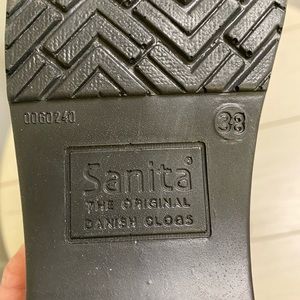 0060240
38
Sanita®
THE ORIGINAL
DANISH CLOGS